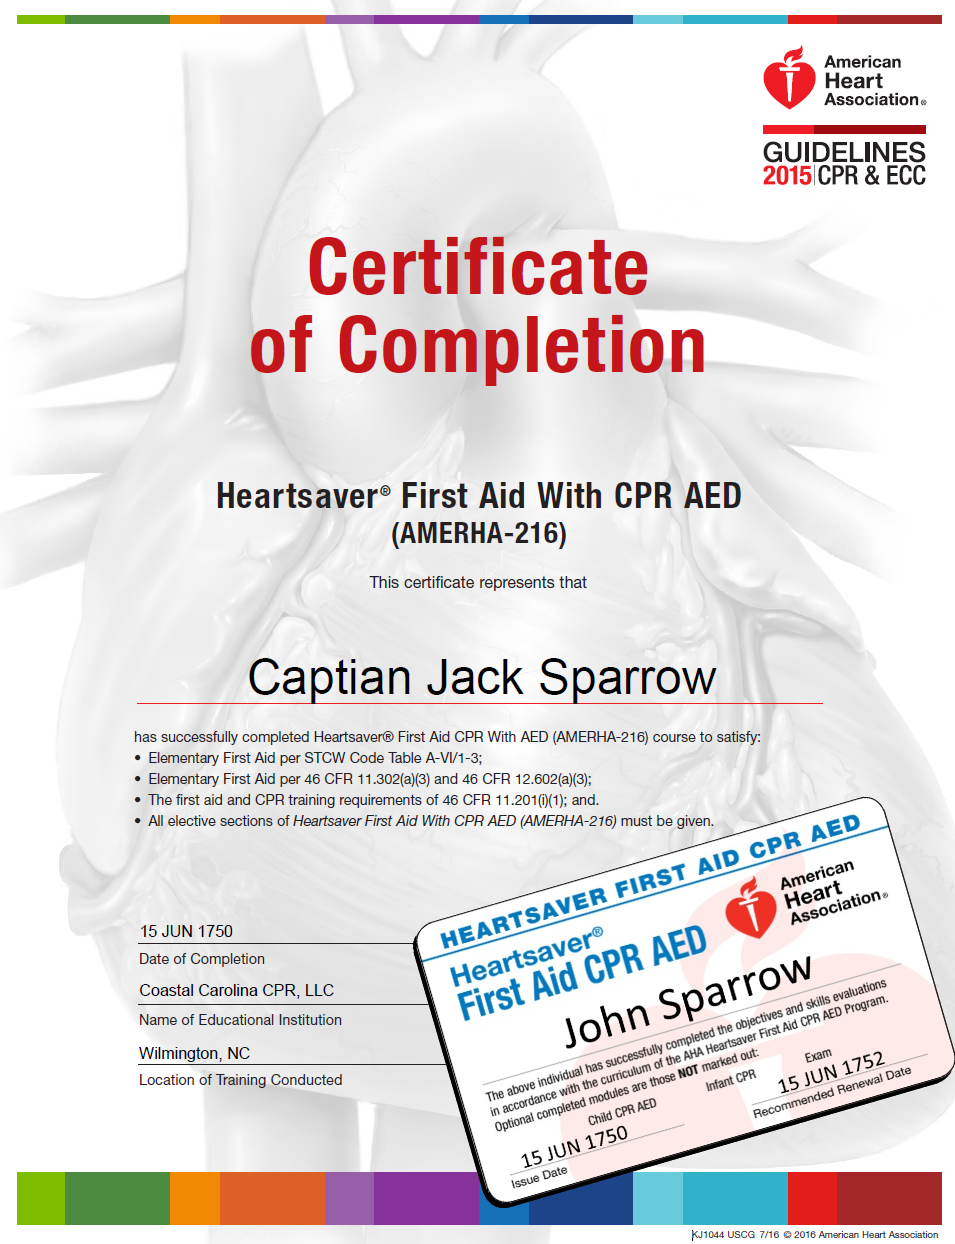 American
Heart
Association®
GUIDELINES
2015 | CPR & ECC
Certificate
of Completion
Heartsaver® First Aid With CPR AED
(AMERHA-216)
This certificate represents that
Captian Jack Sparrow
has successfully completed Heartsaver® First Aid CPR With AED (AMERHA-216) course to satisfy:
• Elementary First Aid per STCW Code Table A-VI/1-3;
• Elementary First Aid per 46 CFR 11.302(a)(3) and 46 CFR 12.602(a)(3);
• The first aid and CPR training requirements of 46 CFR 11.201(i)(1); and.
• All elective sections of Heartsaver First Aid With CPR AED (AMERHA-216) must be given.
15 JUN 1750
Date of Completion
Coastal Carolina CPR, LLC
Name of Educational Institution
Wilmington, NC
Location of Training Conducted
HEARTSAVER FIRST AID CPR AED
Heartsaver®
First Aid CPR AED
American
Heart
Association®
John Sparrow
The above individual has successfully completed the objectives and skills evaluations
in accordance with the curriculum of the AHA Heartsaver First Aid CPR AED Program.
Optional completed modules are those NOT marked out:
Child CPR AED Infant CPR Exam
15 JUN 1750
Issue Date
15 JUN 1752
Recommended Renewal Date
KJ1044 USCG 7/16 © 2016 American Heart Association